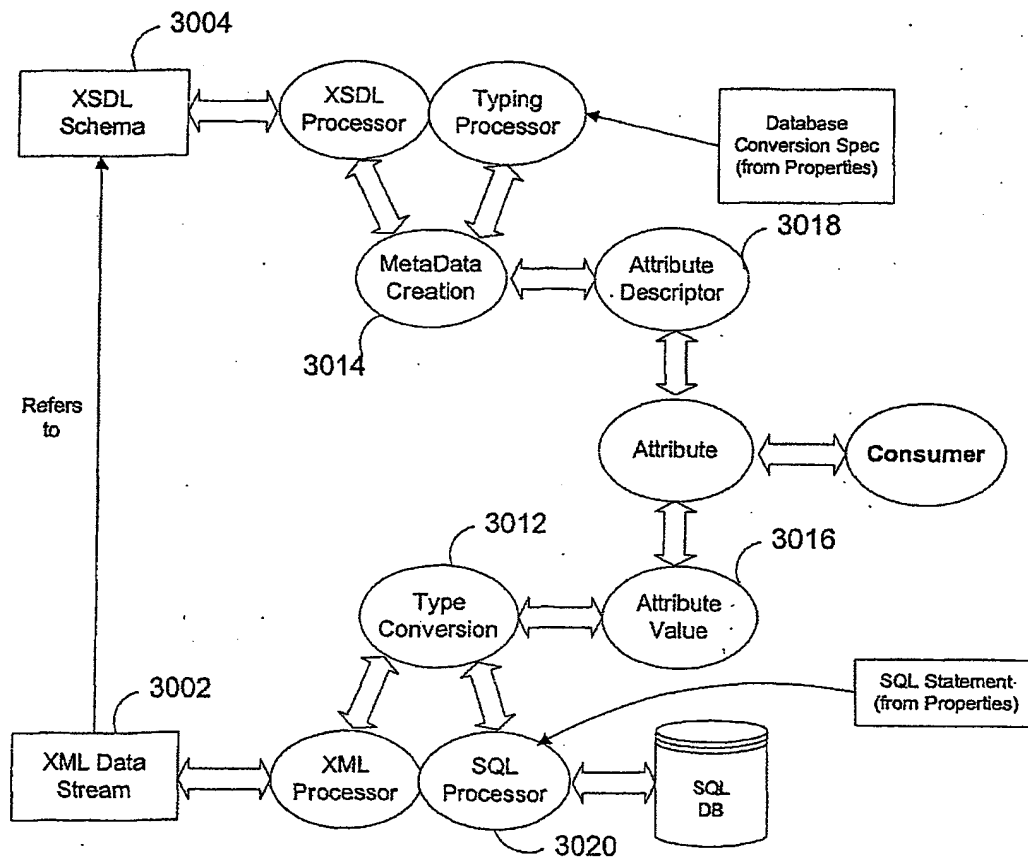 3004
XSDL
Schema
XSDL
Processor
Typing
Processor
Database
Conversion Spec
(from Properties)
MetaData
Creation
3014
Attribute
Descriptor
3018
Refers
to
Attribute
Consumer
3012
Type
Conversion
3016
Attribute
Value
SQL Statement
(from Properties)
3002
XML Data
Stream
XML
Processor
SQL
Processor
3020
SQL
DB